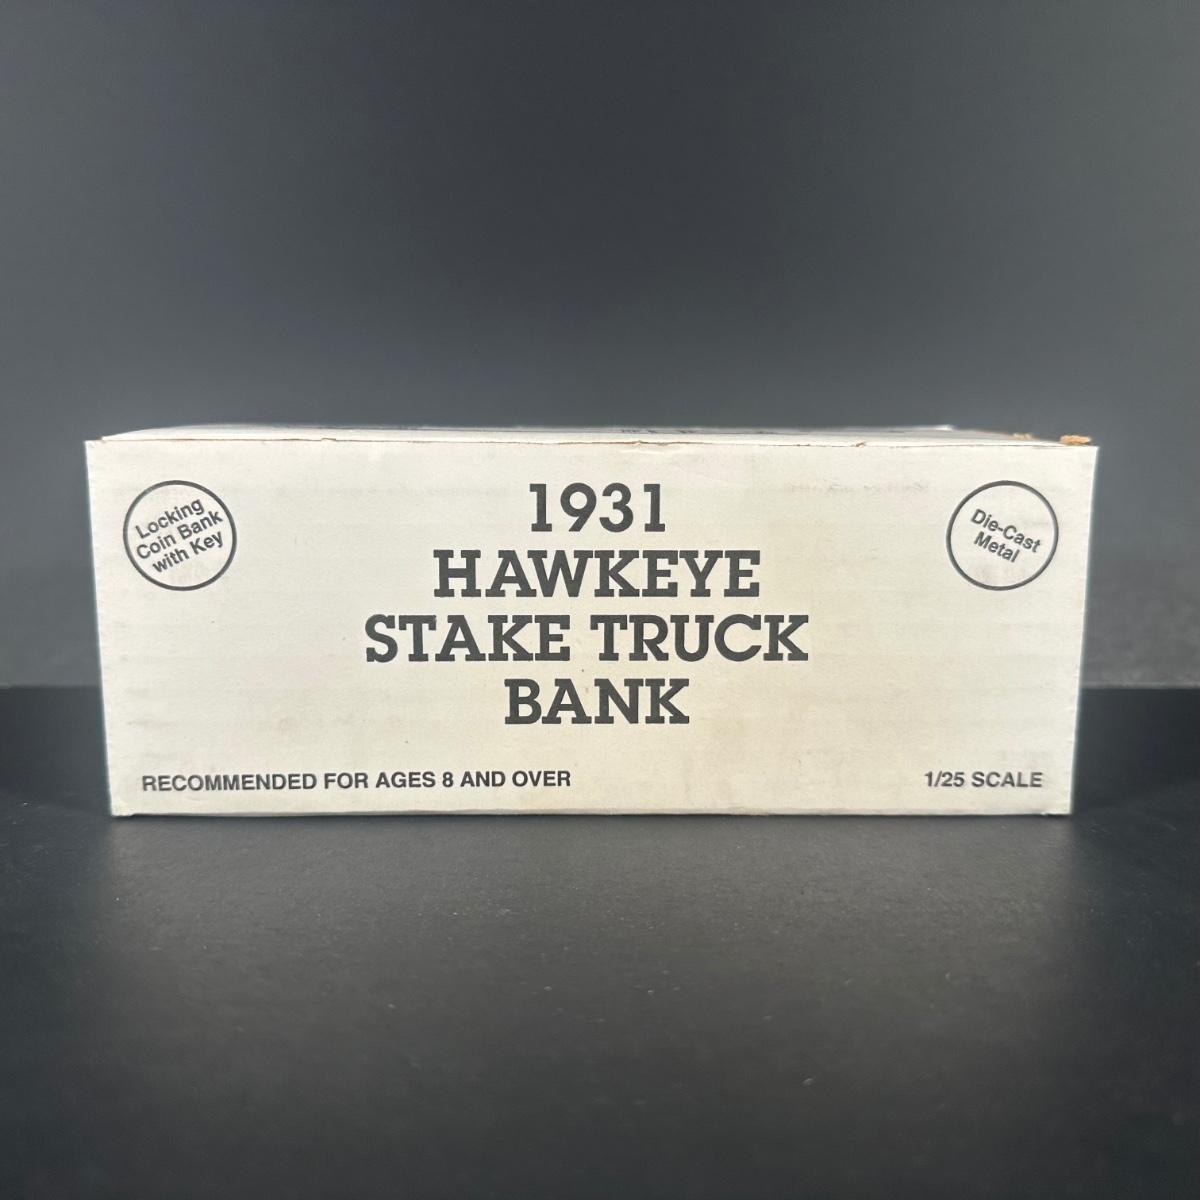 Locking
Coin Bank
with Key
1931
HAWKEYE
STAKE TRUCK
BANK
Die-Cast
Metal
RECOMMENDED FOR AGES 8 AND OVER
1/25 SCALE